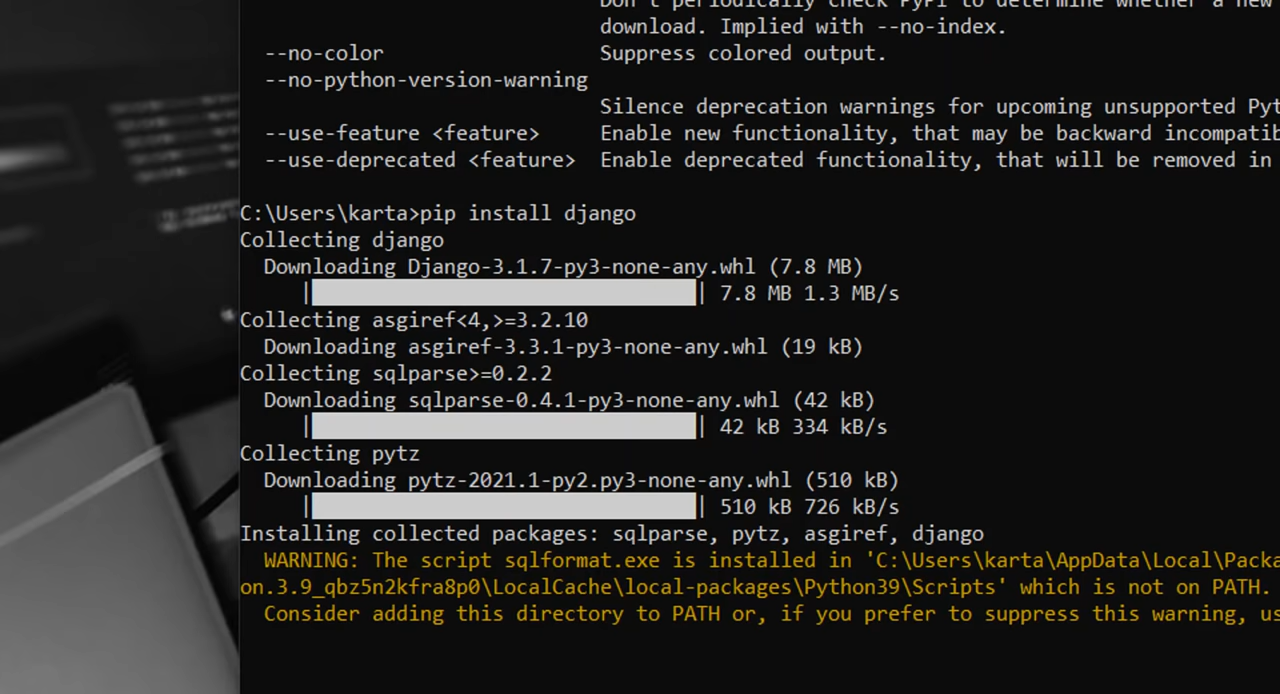 Don't periodically check PyPI to determine whether a new
download. Implied with --no-index.
--no-color Suppress colored output.
--no-python-version-warning
Silence deprecation warnings for upcoming unsupported
--use-feature <feature> Enable new functionality, that may be backward
--use-deprecated <feature> Enable deprecated functionality, that will be removed in
C:\Users\karta>pip install django
Collecting django
Downloading Django-3.1.7-py3-none-any.whl (7.8 MB)
| | 7.8 MB 1.3 MB/s
Collecting asgiref<4,>=3.2.10
Downloading asgiref-3.3.1-py3-none-any.whl (19 kB)
Collecting sqlparse>=0.2.2
Downloading sqlparse-0.4.1-py3-none-any.whl (42 kB)
| | 42 kB 334 kB/s
Collecting pytz
Downloading pytz-2021.1-py2.py3-none-any.whl (510 kB)
| | 510 kB 726 kB/s
Installing collected packages: sqlparse, pytz, asgiref, django
WARNING: The script sqlformat.exe is installed in 'C:\Users\karta\AppData\Local\Packa
on.3.9_qbz5n2kfra8p0\LocalCache\local-packages\Python39\Scripts' which is not on PATH.
Consider adding this directory to PATH or, if you prefer to suppress this warning, us